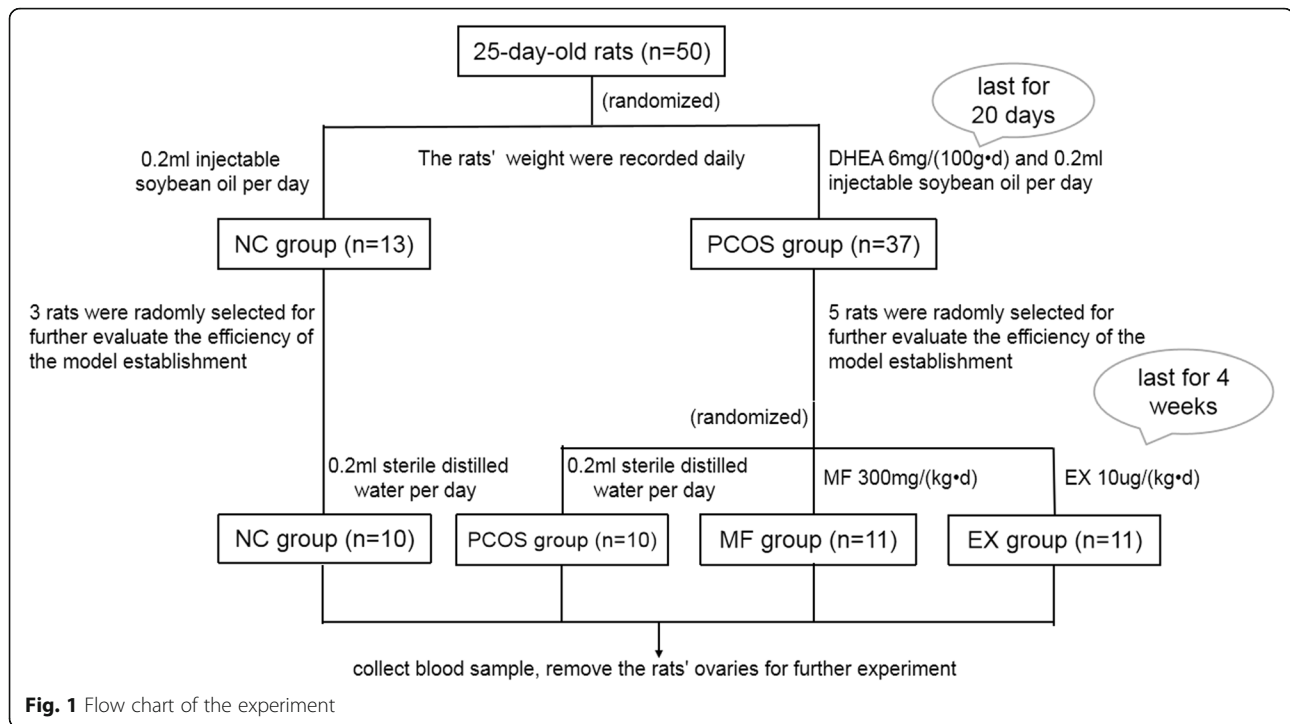 25-day-old rats (n=50)
(randomized)
last for
20 days
0.2ml injectable
soybean oil per day
The rats' weight were recorded daily
DHEA 6mg/(100g•d) and 0.2ml
injectable soybean oil per day
NC group (n=13)
PCOS group (n=37)
3 rats were radomly selected for
further evaluate the efficiency of
the model establishment
5 rats were radomly selected for
further evaluate the efficiency of the
model establishment
last for 4
weeks
(randomized)
0.2ml sterile distilled
water per day
0.2ml sterile distilled
water per day
MF 300mg/(kg•d)
EX 10ug/(kg•d)
NC group (n=10)
PCOS group (n=10)
MF group (n=11)
EX group (n=11)
collect blood sample, remove the rats' ovaries for further experiment
Fig. 1 Flow chart of the experiment